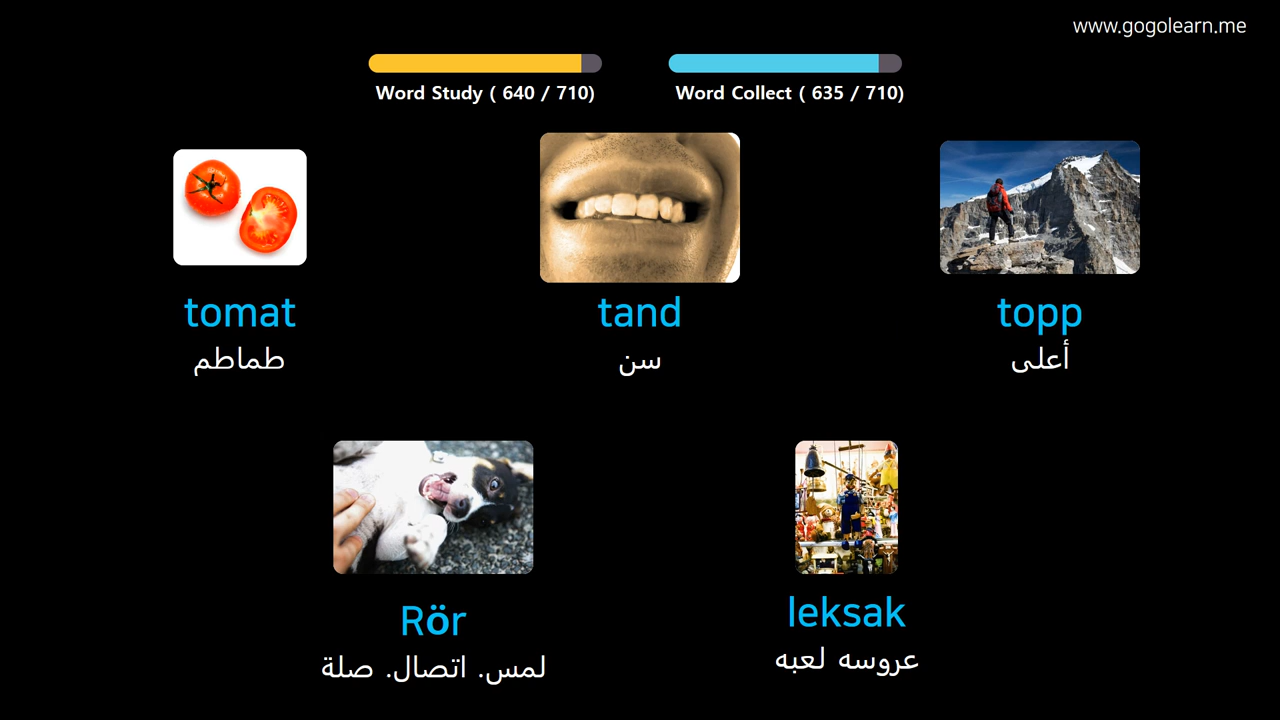 www.gogolearn.me
Word Study ( 640 / 710)
Word Collect ( 635 / 710)
tomat
طماطم
tand
سن
topp
أعلى
Rör
لمس. اتصال. صلة
leksak
عروسه لعبه